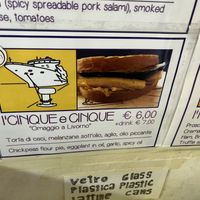 (spicy spreadable pork salami), smoked
se, tomatoes
l'CINQUE e CINQUE € 6,00
"Omaggio a Livorno" +drink € 7,00
Torta di ceci, melanzane sott'olio, aglio, olio piccante
Chickpeas flour pie, eggplant in oil, garlic, spicy oil
Vetro Glass
Plastica Plastic
Lattine cans